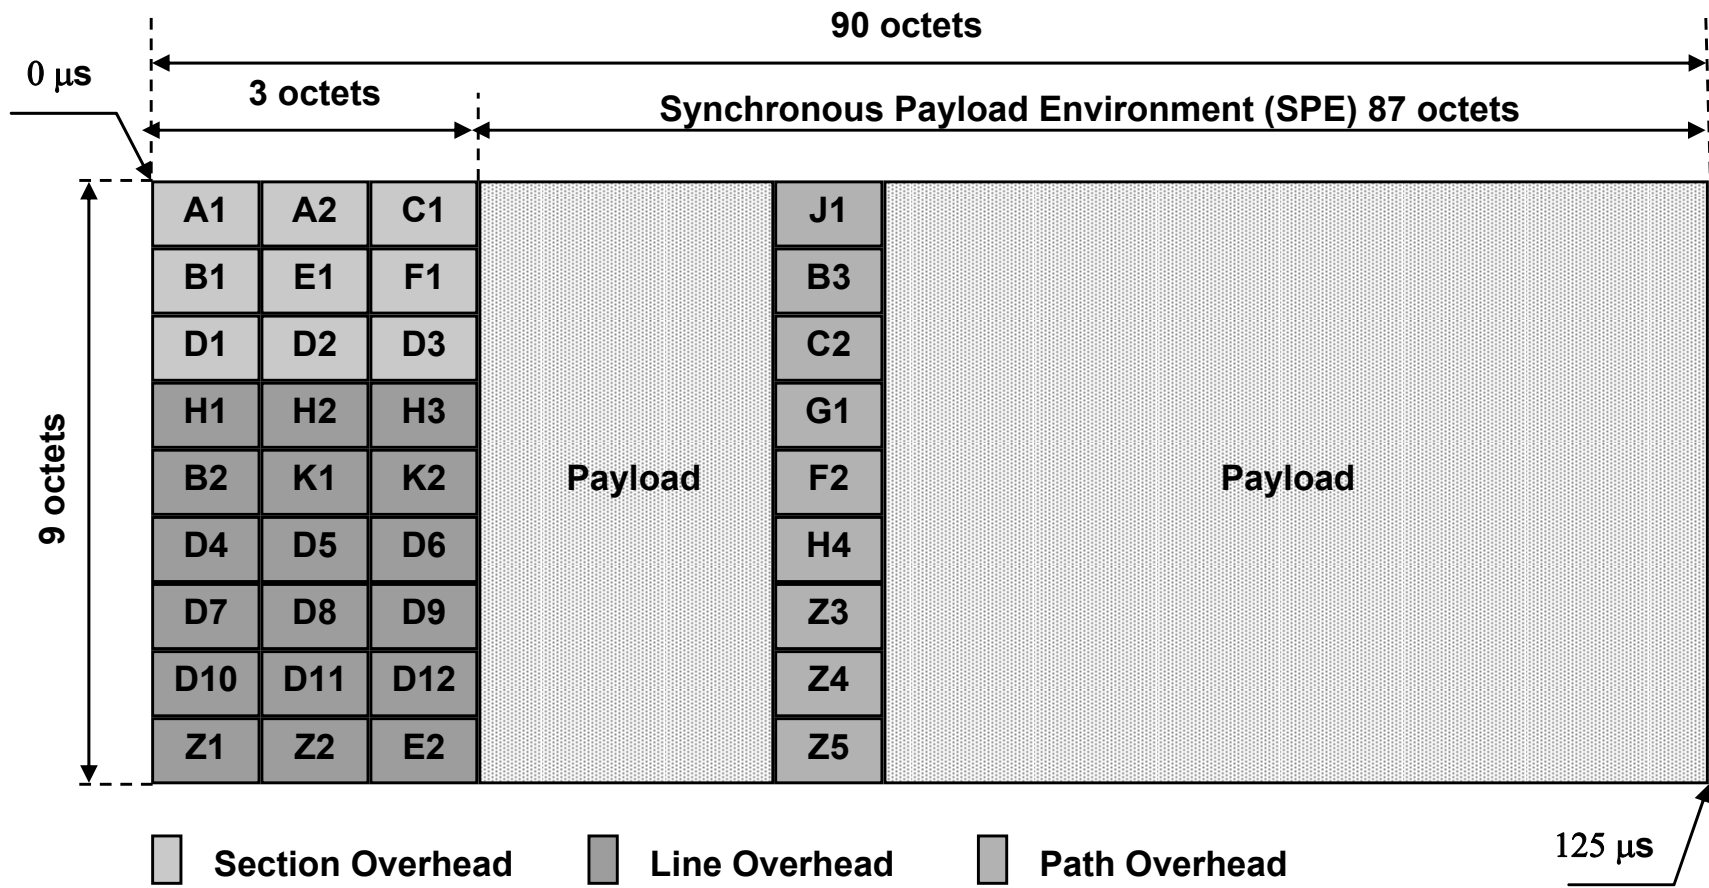 90 octets
0 μs
3 octets
Synchronous Payload Environment (SPE) 87 octets
9 octets
A1 A2 C1 J1
B1 E1 F1 B3
D1 D2 D3 C2
H1 H2 H3 G1
B2 K1 K2 Payload F2 Payload
D4 D5 D6 H4
D7 D8 D9 Z3
D10 D11 D12 Z4
Z1 Z2 E2 Z5
Section Overhead Line Overhead Path Overhead
125 μs